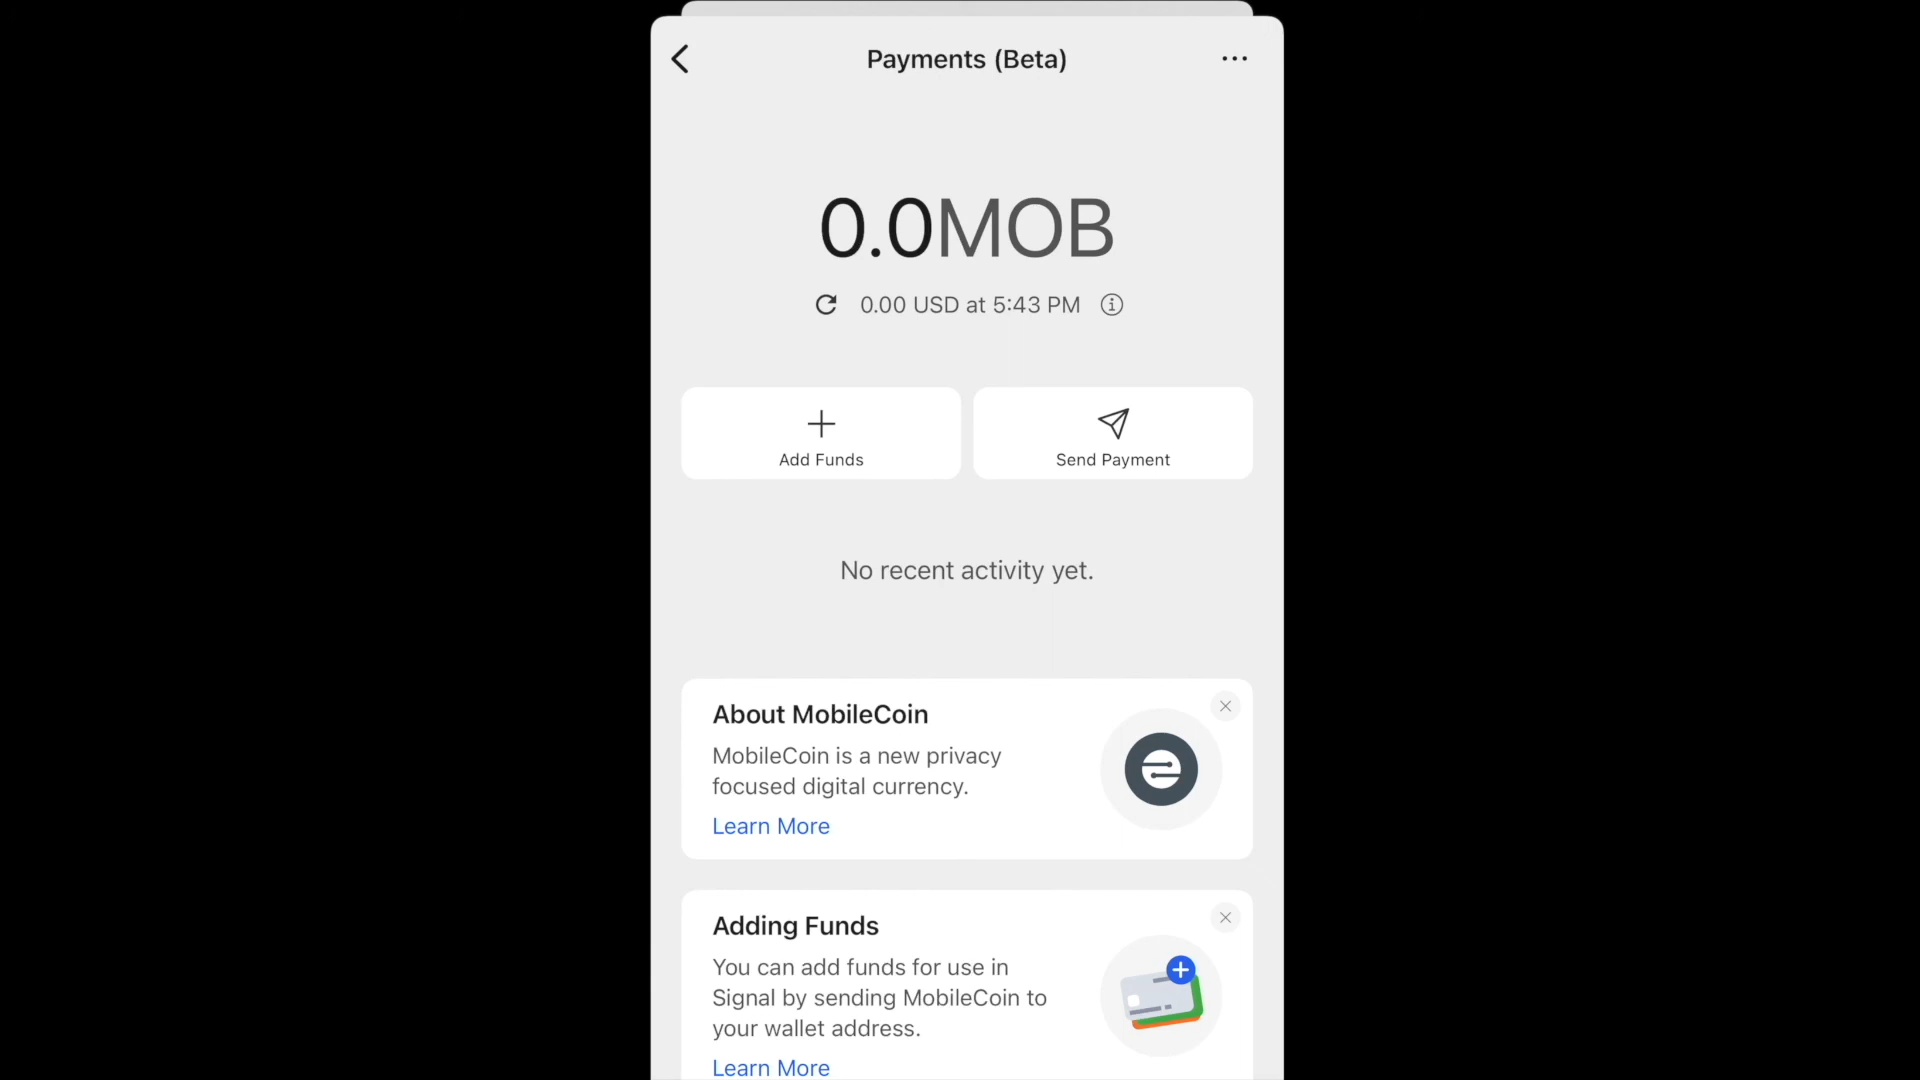 Payments (Beta)
0.0MOB
0.00 USD at 5:43 PM
Add Funds
Send Payment
No recent activity yet.
About MobileCoin
MobileCoin is a new privacy
focused digital currency.
Learn More
Adding Funds
You can add funds for use in
Signal by sending MobileCoin to
your wallet address.
Learn More